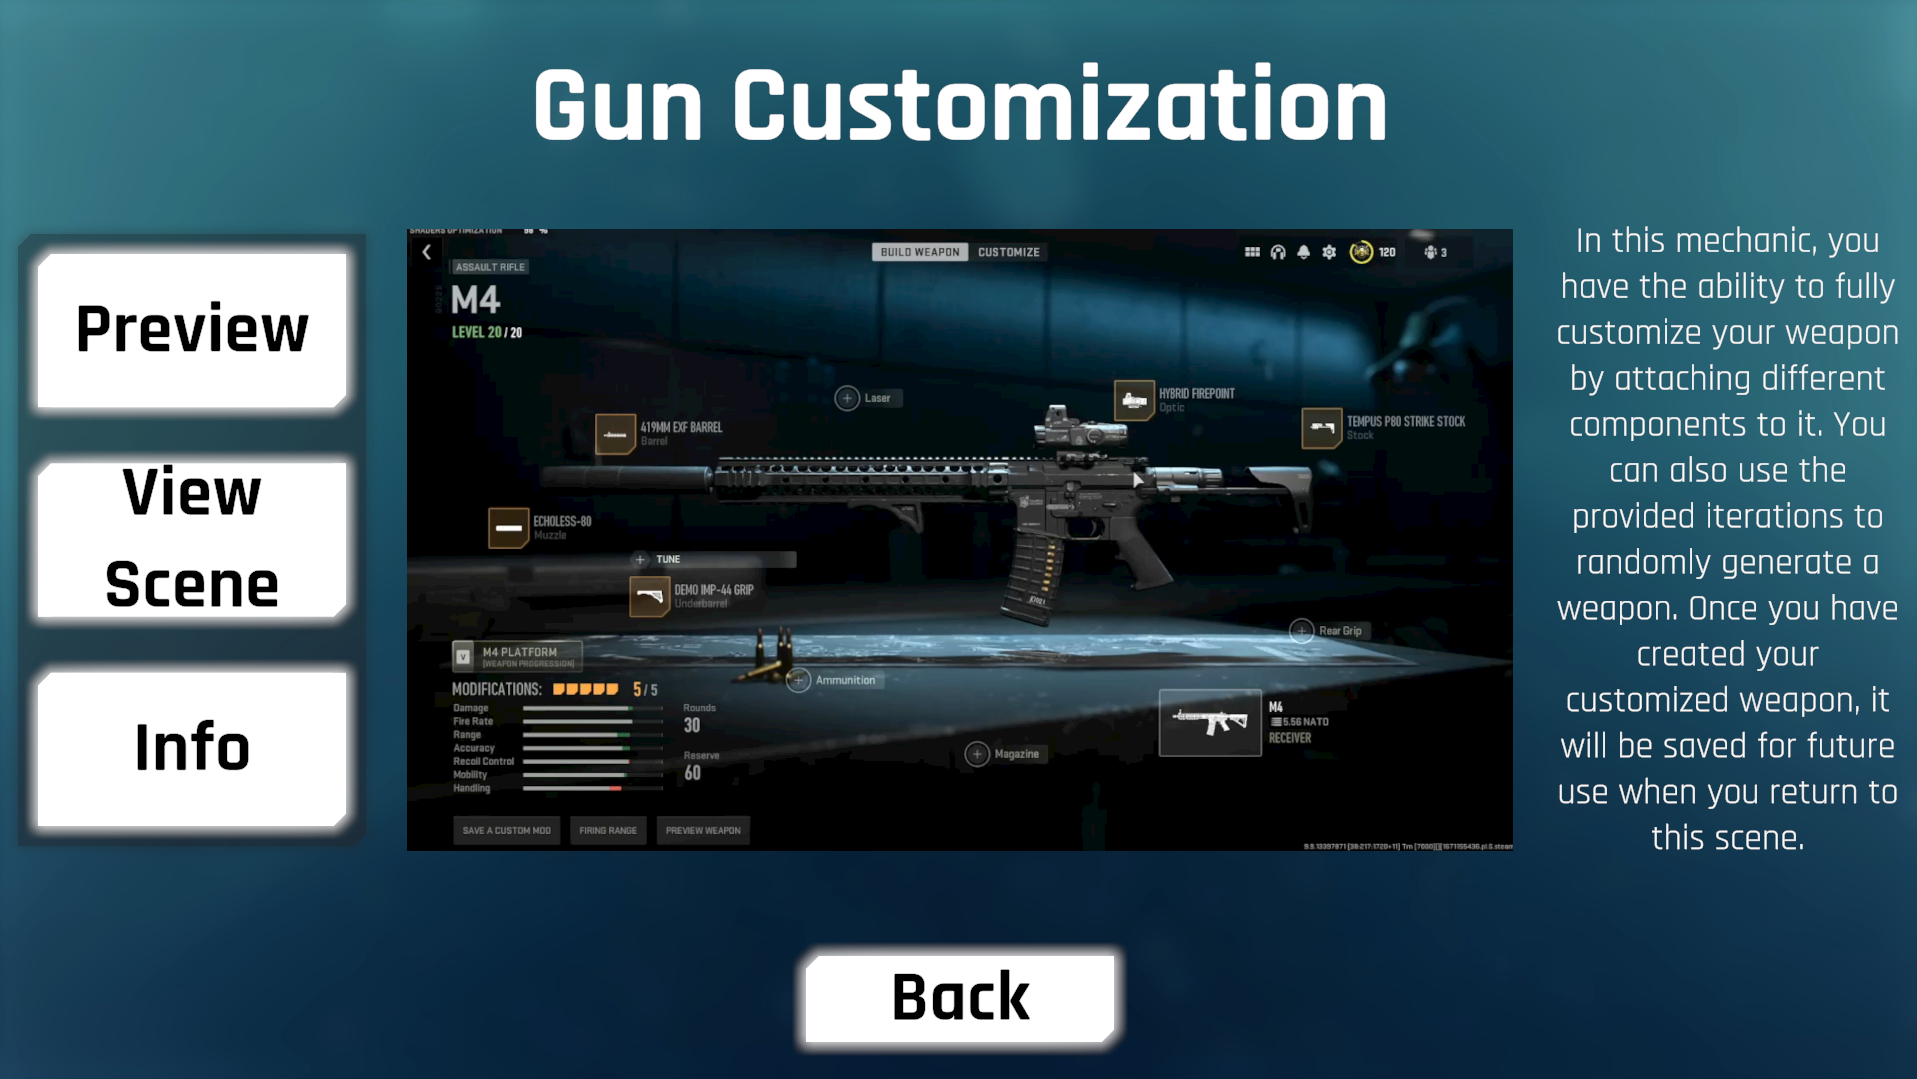 Gun Customization
Preview
View
Scene
Info
SHADERS OPTIMIZATION 98 %
BUILD WEAPON CUSTOMIZE
120
3
ASSAULT RIFLE
M4
LEVEL 20 / 20
Laser
HYBRID FIREPOINT
Optic
419MM EXF BARREL
Barrel
TEMPUS P80 STRIKE STOCK
Stock
ECHOLESS-80
Muzzle
TUNE
DEMO IMP-44 GRIP
Underbarrel
Rear Grip
V
M4 PLATFORM
[WEAPON PROGRESSION]
Ammunition
MODIFICATIONS: 5 / 5
Damage
Fire Rate
Range
Accuracy
Recoil Control
Mobility
Handling
Rounds
30
Reserve
60
Magazine
M4
5.56 NATO
RECEIVER
SAVE A CUSTOM MOD
FIRING RANGE
PREVIEW WEAPON
In this mechanic, you
have the ability to fully
customize your weapon
by attaching different
components to it. You
can also use the
provided iterations to
randomly generate a
weapon. Once you have
created your
customized weapon, it
will be saved for future
use when you return to
this scene.
Back